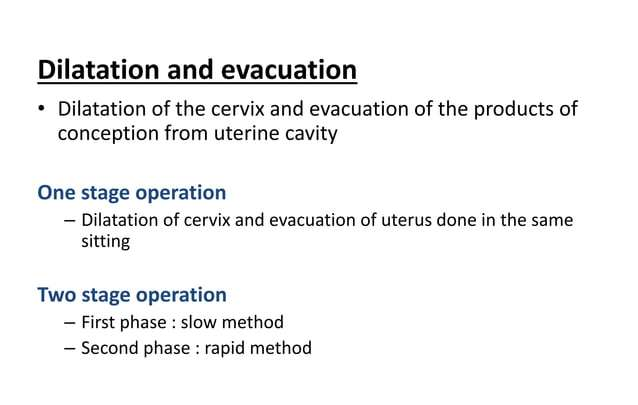 Dilatation and evacuation
• Dilatation of the cervix and evacuation of the products of
conception from uterine cavity
One stage operation
– Dilatation of cervix and evacuation of uterus done in the same
sitting
Two stage operation
– First phase : slow method
– Second phase : rapid method